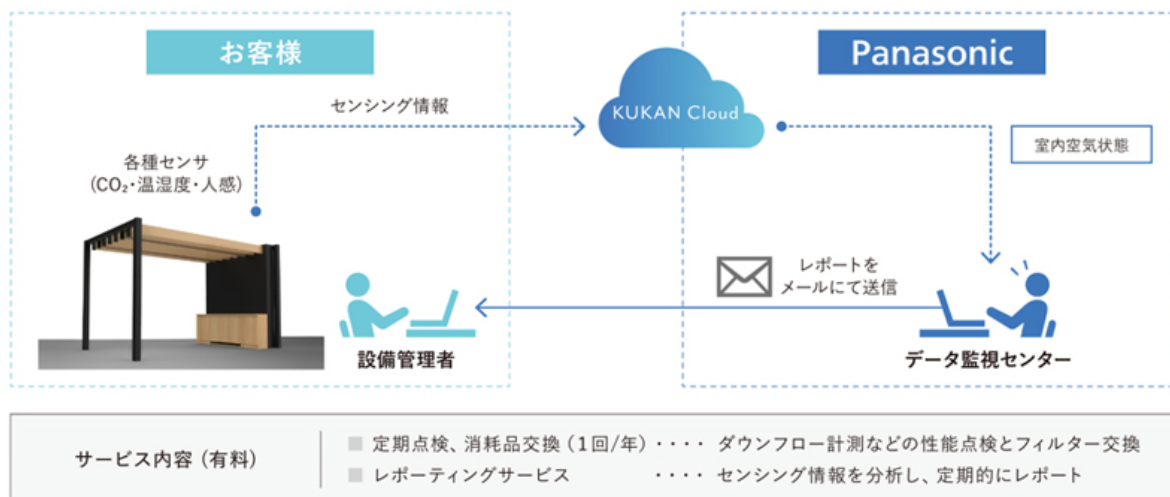 お客様
Panasonic
センシング情報
KUKAN Cloud
室内空気状態
各種センサ
(CO₂・温湿度・人感)
レポートを
メールにて送信
設備管理者
データ監視センター
サービス内容（有料）
定期点検、消耗品交換（1回/年）・・・・ ダウンフロー計測などの性能点検とフィルター交換
レポーティングサービス ・・・・ センシング情報を分析し、定期的にレポート